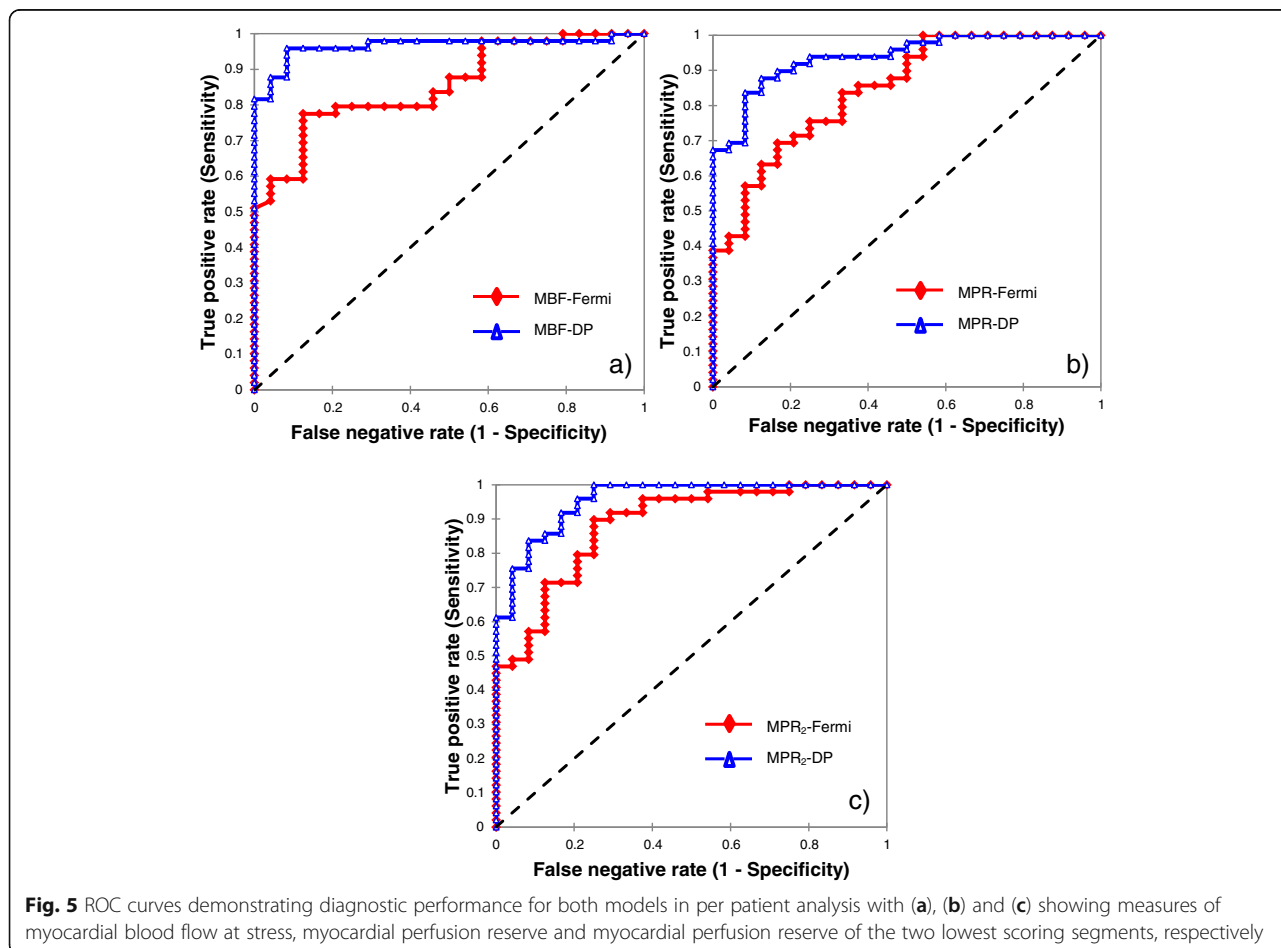 1
0.9
0.8
0.7
0.6
0.5
0.4
0.3
0.2
0.1
0
True positive rate (Sensitivity)
MBF-Fermi
MBF-DP
a)
0 0.2 0.4 0.6 0.8 1
False negative rate (1 - Specificity)
1
0.9
0.8
0.7
0.6
0.5
0.4
0.3
0.2
0.1
0
True positive rate (Sensitivity)
MPR-Fermi
MPR-DP
b)
0 0.2 0.4 0.6 0.8 1
False negative rate (1 - Specificity)
1
0.9
0.8
0.7
0.6
0.5
0.4
0.3
0.2
0.1
0
True positive rate (Sensitivity)
MPR₂-Fermi
MPR₂-DP
c)
0 0.2 0.4 0.6 0.8 1
False negative rate (1 - Specificity)
Fig. 5 ROC curves demonstrating diagnostic performance for both models in per patient analysis with (a), (b) and (c) showing measures of
myocardial blood flow at stress, myocardial perfusion reserve and myocardial perfusion reserve of the two lowest scoring segments, respectively